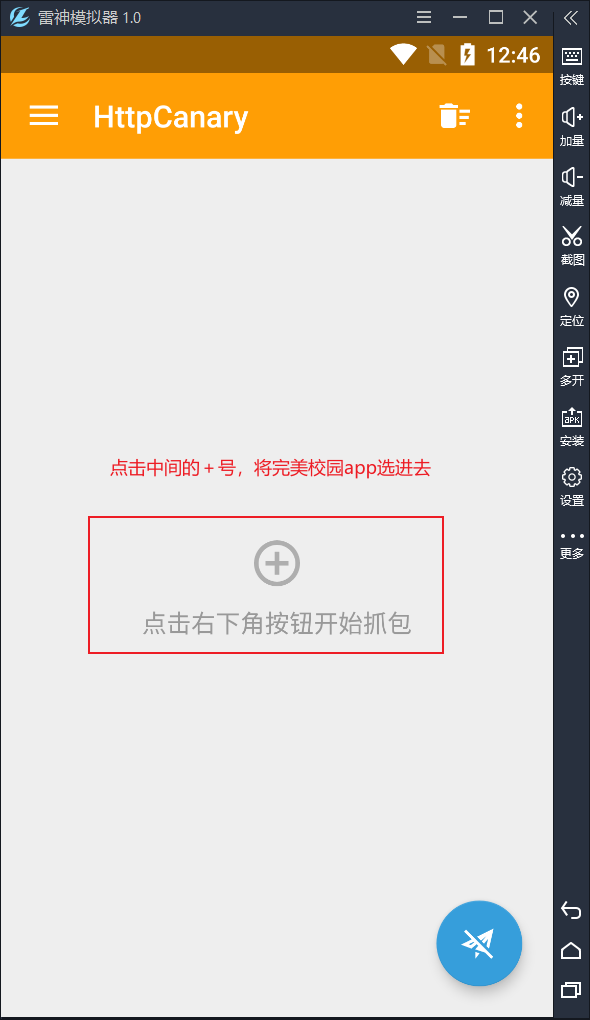 雷神模拟器 1.0
12:46
HttpCanary
按键
加量
减量
截图
定位
多开
APK
安装
设置
更多
点击中间的＋号，将完美校园app选进去
点击右下角按钮开始抓包